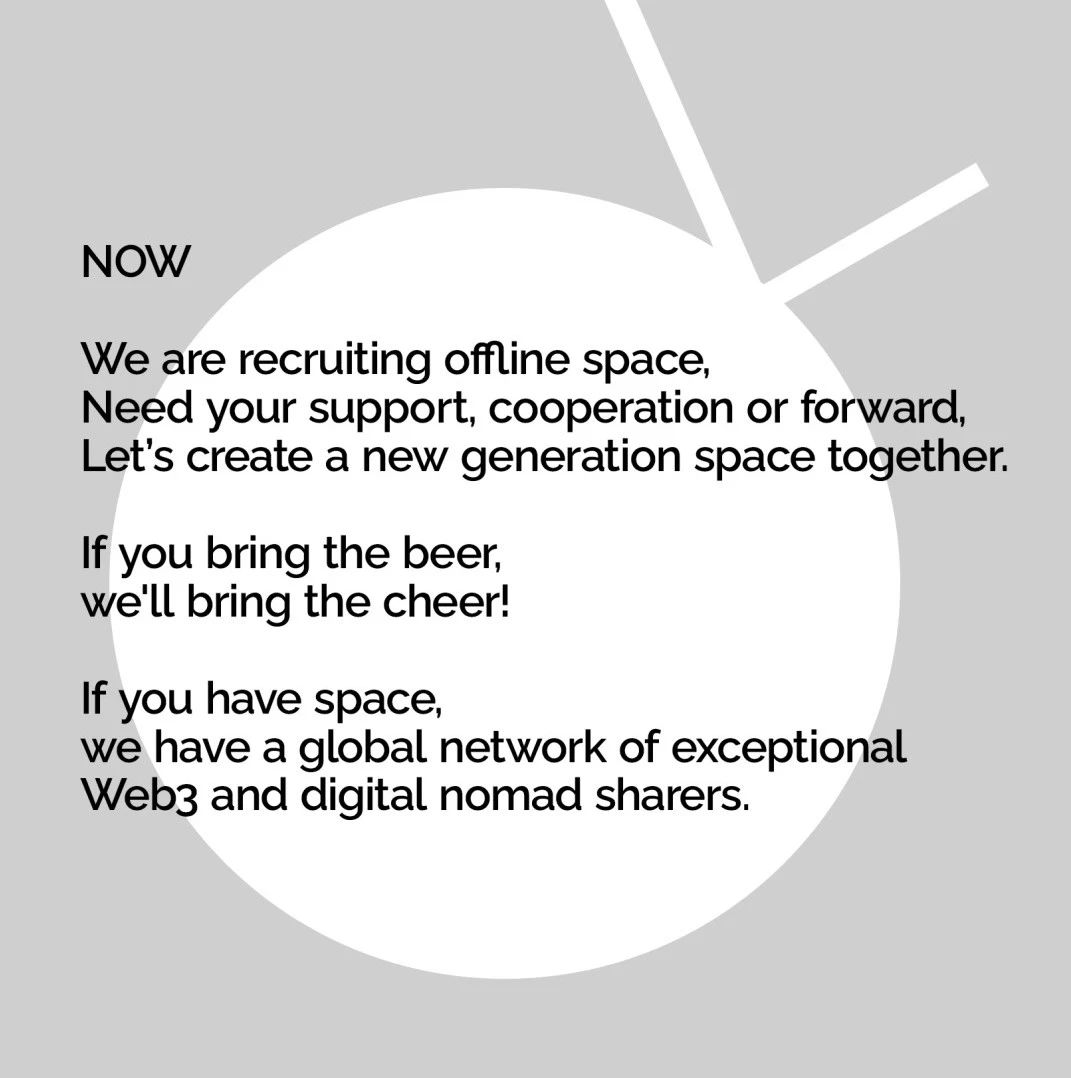 NOW
We are recruiting offline space,
Need your support, cooperation or forward,
Let’s create a new generation space together.
If you bring the beer,
we'll bring the cheer!
If you have space,
we have a global network of exceptional
Web3 and digital nomad sharers.